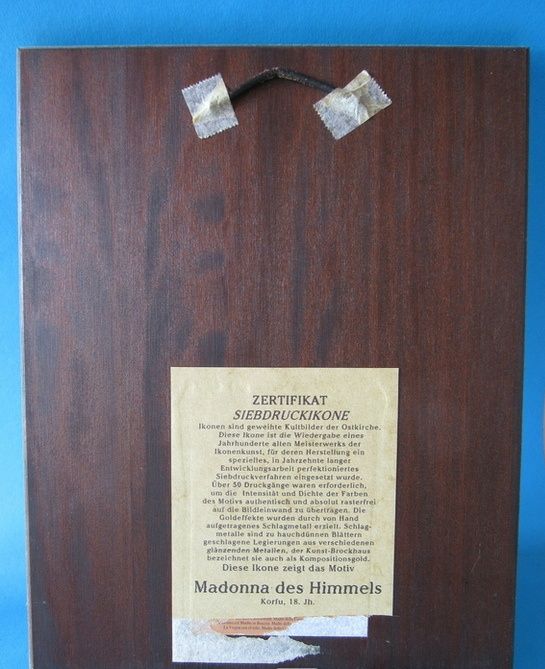 ZERTIFIKAT
SIEBDRUCKIKONE
Ikonen sind geweihte Kultbilder der Ostkirche.
Diese Ikone ist die Wiedergabe eines
Jahrhunderte alten Meisterwerks der
Ikonenkunst, für deren Herstellung ein
spezielles, in Jahrzehnte langer
Entwicklungsarbeit perfektioniertes
Siebdruckverfahren eingesetzt wurde.
Über 50 Druckgänge waren erforderlich,
um die Intensität und Dichte der Farben
des Motivs authentisch und absolut rasterfrei
auf die Bildleinwand zu übertragen. Die
Goldeffekte wurden durch von Hand
aufgetragenes Schlagmetall erzielt. Schlag-
metalle sind zu hauchdünnen Blättern
geschlagene Legierungen aus verschiedenen
glänzenden Metallen, der Kunst-Brockhaus
bezeichnet sie auch als Kompositionsgold.
Diese Ikone zeigt das Motiv
Madonna des Himmels
Korfu, 18. Jh.